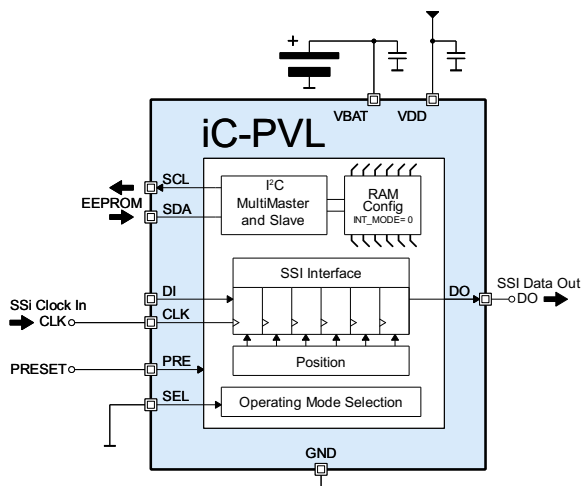 +
VBAT
VDD
iC-PVL
SCL
EEPROM
SDA
I²C
MultiMaster
and Slave
RAM
Config
INT_MODE= 0
SSI Interface
DI
DO
SSI Data Out
DO
SSi Clock In
CLK
CLK
Position
PRESET
PRE
SEL
Operating Mode Selection
GND